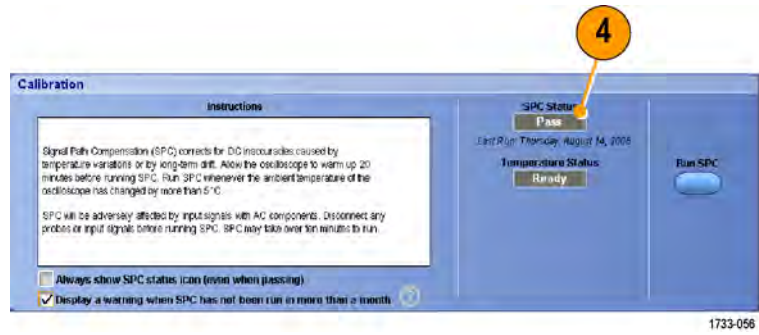 4
Calibration
Instructions
Signal Path Compensation (SPC) corrects for DC inaccuracies caused by
temperature variations or by long-term drift. Allow the oscilloscope to warm up 20
minutes before running SPC. Run SPC whenever the ambient temperature of the
oscilloscope has changed by more than 5 °C.
SPC will be adversely affected by input signals with AC components. Disconnect any
probes or input signals before running SPC. SPC may take over ten minutes to run.
Always show SPC status icon (even when passing)
Display a warning when SPC has not been run in more than a month
?
SPC Status
Pass
Last Run: Thursday, August 14,
Temperature Status
Ready
Run SPC
1733-056